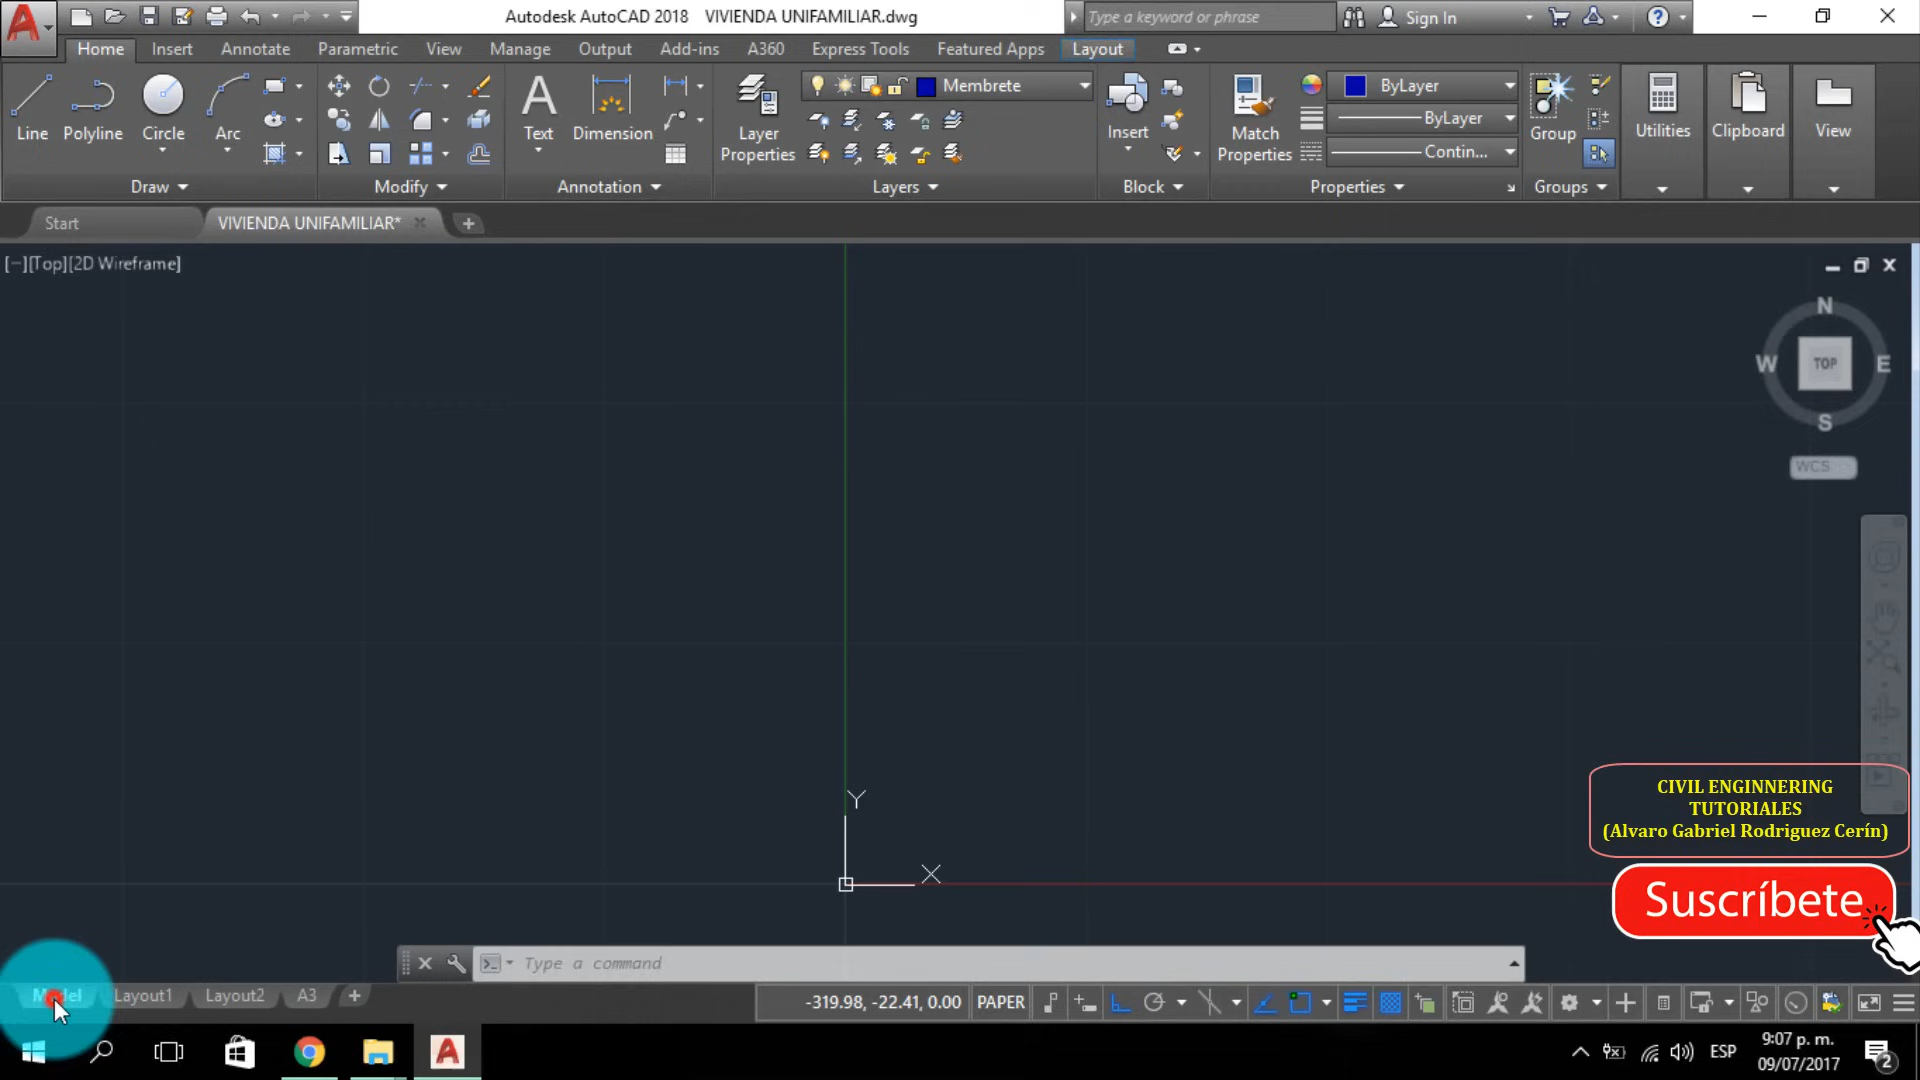 Autodesk AutoCAD 2018 VIVIENDA UNIFAMILIAR.dwg
Type a keyword or phrase
Sign In
Home Insert Annotate Parametric View Manage Output Add-ins A360 Express Tools Featured Apps Layout
Line Polyline Circle Arc
Draw
Modify
Text Dimension
Annotation
Layer
Properties
Membrete
Layers
Insert
Block
Match
Properties
ByLayer
ByLayer
Contin...
Properties
Group
Groups
Utilities
Clipboard
View
Start
VIVIENDA UNIFAMILIAR*
[−][Top][2D Wireframe]
N
W TOP E
S
WCS
Y
X
CIVIL ENGINNERING
TUTORIALES
(Alvaro Gabriel Rodriguez Cerín)
Suscríbete
Type a command
Model Layout1 Layout2 A3
-319.98, -22.41, 0.00 PAPER
ESP
9:07 p. m.
09/07/2017
2